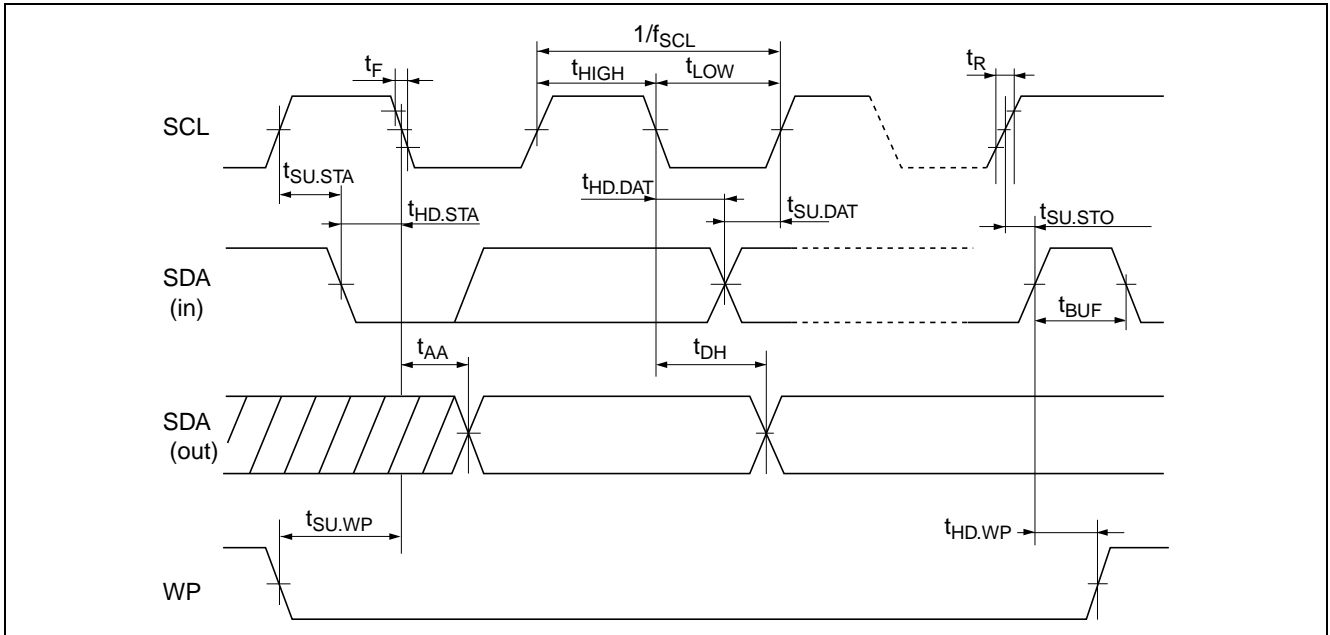 1/fSCL
tF
tHIGH
tLOW
tR
SCL
tSU.STA
tHD.STA
tHD.DAT
tSU.DAT
tSU.STO
SDA
(in)
tBUF
tAA
tDH
SDA
(out)
tSU.WP
tHD.WP
WP